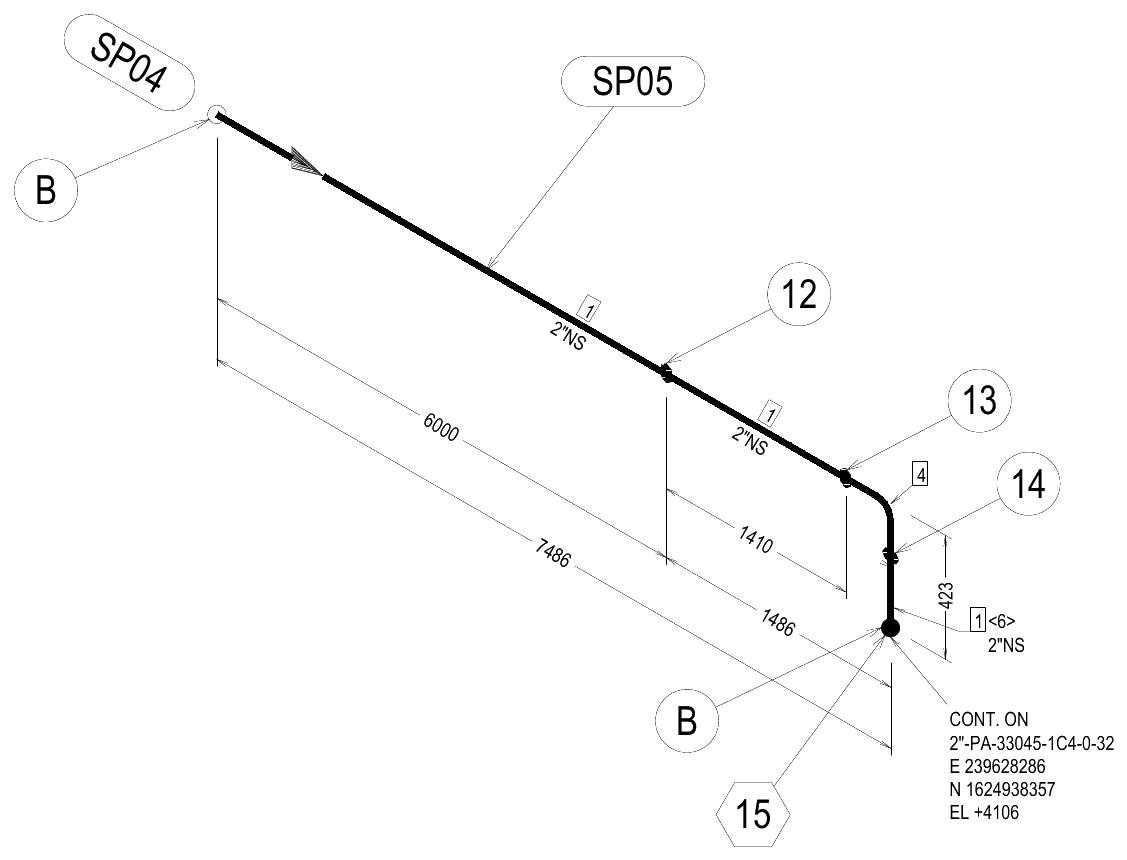 SP04
SP05
B
12
1
2"NS
13
1
2"NS
6000
4
14
1410
7486
423
1486
1 <6>
2"NS
B
CONT. ON
2"-PA-33045-1C4-0-32
E 239628286
N 1624938357
EL +4106
15